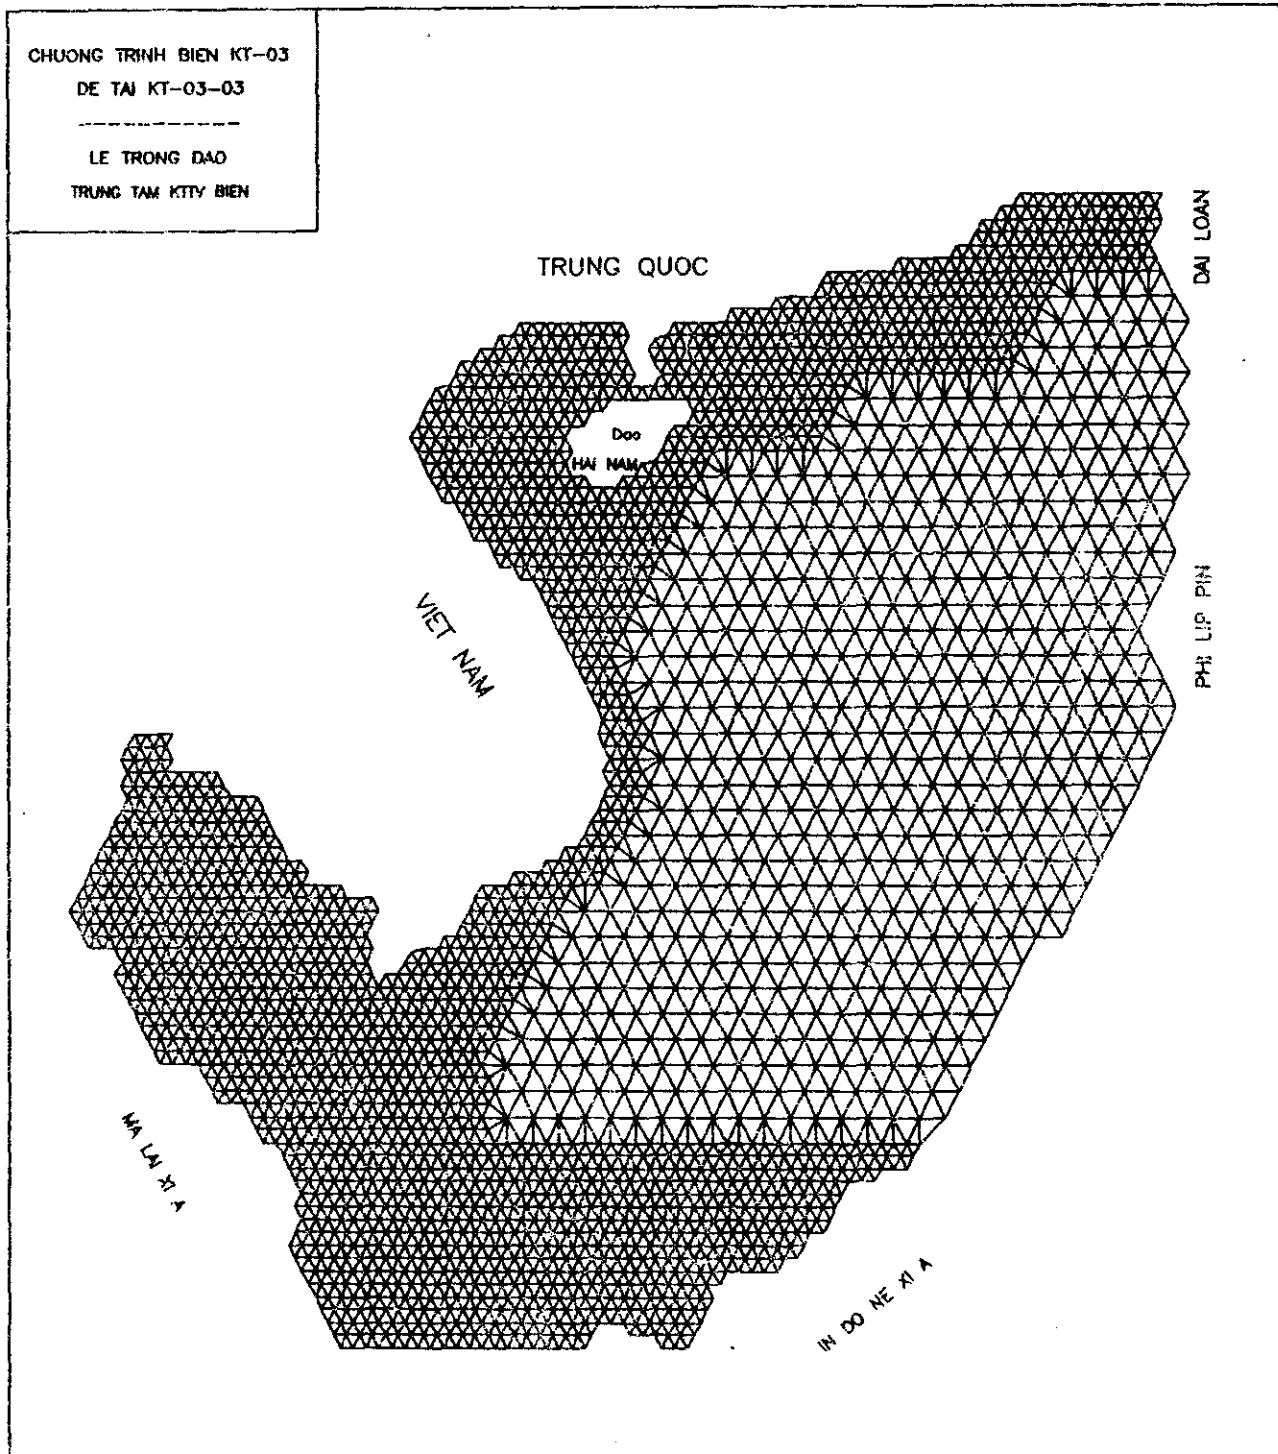 CHUONG TRINH BIEN KT-03
DE TAI KT-03-03
LE TRONG DAO
TRUNG TAM KTTV BIEN
TRUNG QUOC
DAI LOAN
Dao
HAI NAM
VIET NAM
PHI LIP PIN
MA LAI XI A
IN DO NE XI A